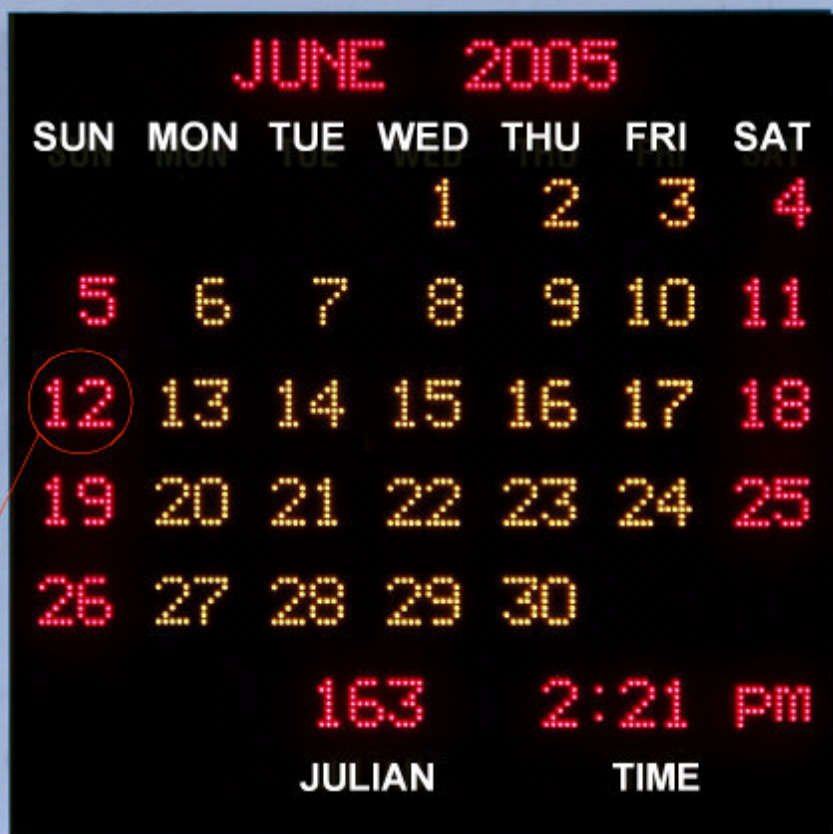 JUNE 2005
SUN MON TUE WED THU FRI SAT
1 2 3 4
5 6 7 8 9 10 11
12 13 14 15 16 17 18
19 20 21 22 23 24 25
26 27 28 29 30
163 2:21 pm
JULIAN TIME